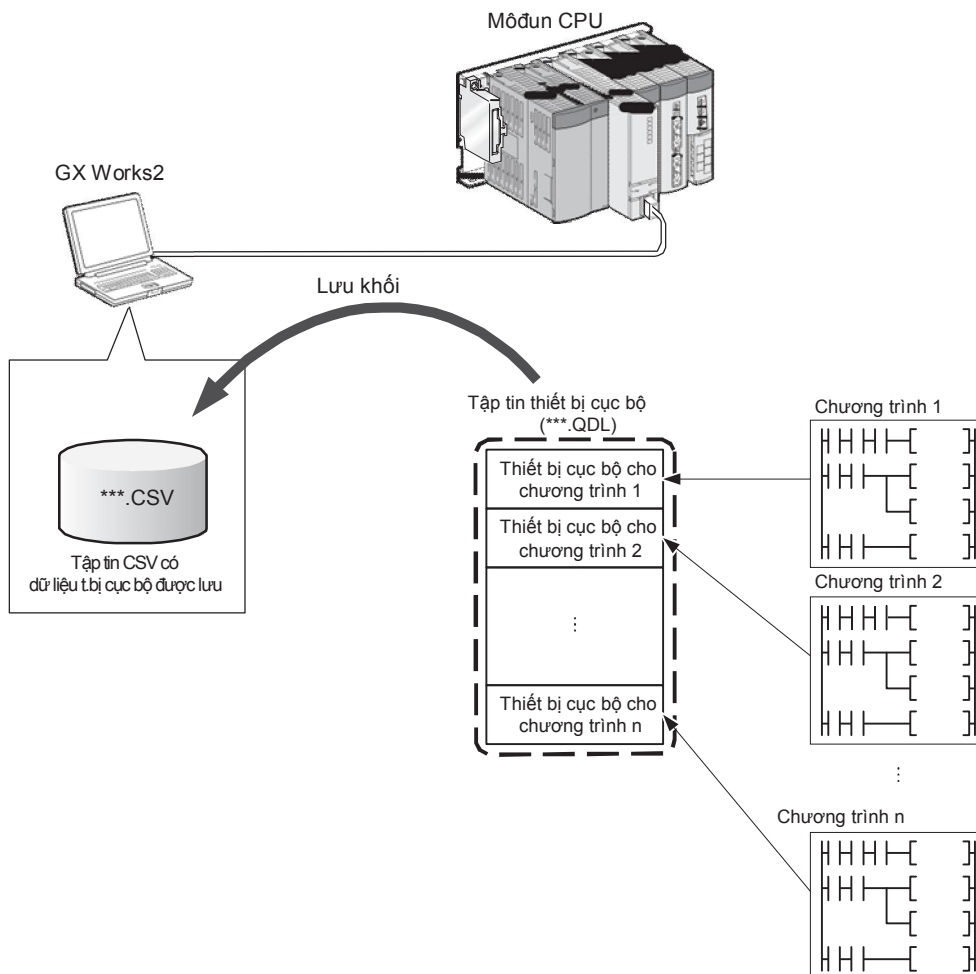 Môđun CPU
GX Works2
Lưu khối
Tập tin thiết bị cục bộ
(***.QDL)
Thiết bị cục bộ cho
chương trình 1
Thiết bị cục bộ cho
chương trình 2
⋮
Thiết bị cục bộ cho
chương trình n
***.CSV
Tập tin CSV có
dữ liệu t.bị cục bộ được lưu
Chương trình 1
Chương trình 2
⋮
Chương trình n